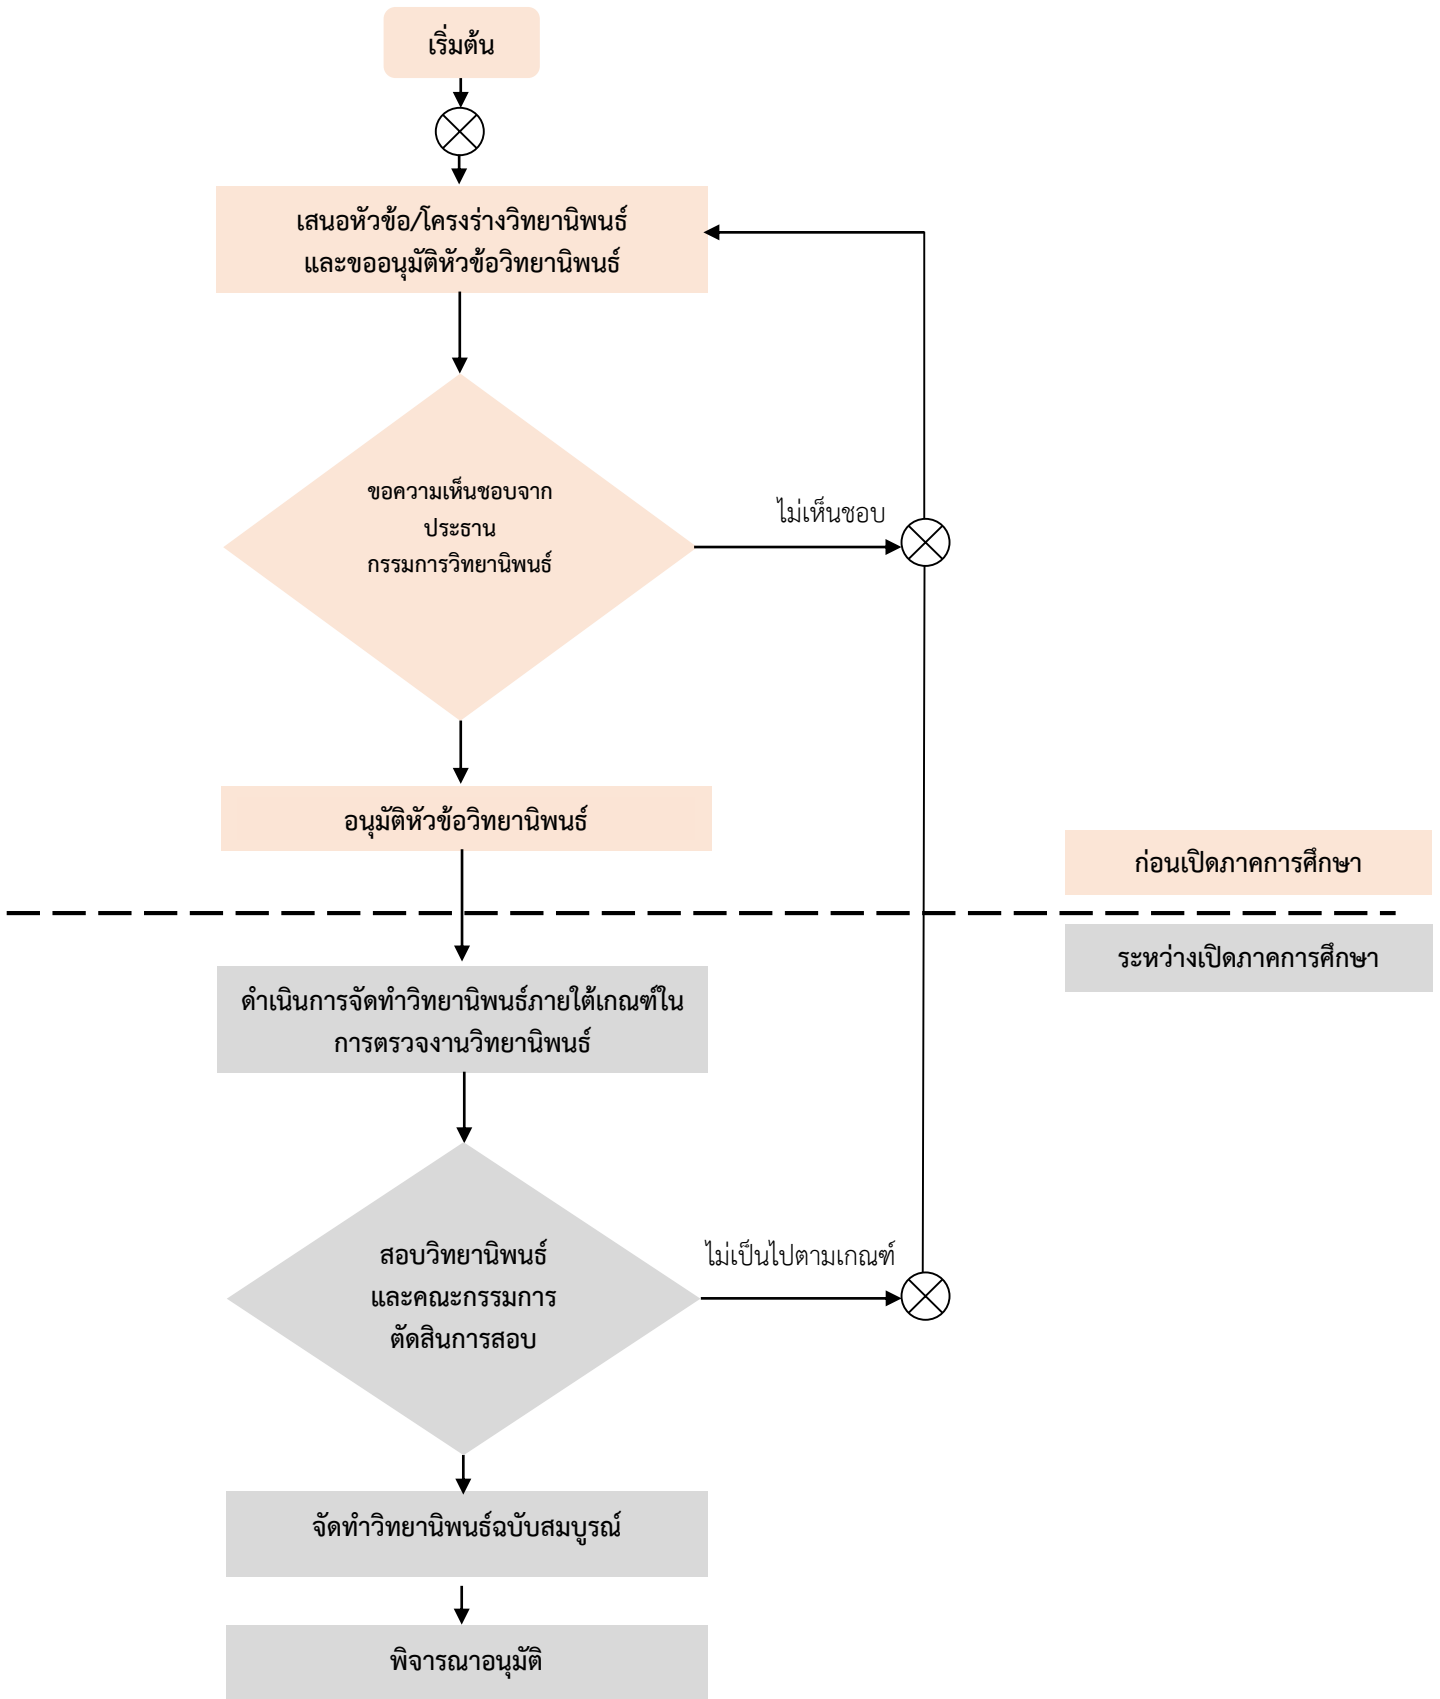 เริ่มต้น
เสนอหัวข้อ/โครงร่างวิทยานิพนธ์
และขออนุมัติหัวข้อวิทยานิพนธ์
ขอความเห็นชอบจาก
ประธาน
กรรมการวิทยานิพนธ์
ไม่เห็นชอบ
อนุมัติหัวข้อวิทยานิพนธ์
ก่อนเปิดภาคการศึกษา
ระหว่างเปิดภาคการศึกษา
ดำเนินการจัดทำวิทยานิพนธ์ภายใต้เกณฑ์ใน
การตรวจงานวิทยานิพนธ์
สอบวิทยานิพนธ์
และคณะกรรมการ
ตัดสินการสอบ
ไม่เป็นไปตามเกณฑ์
จัดทำวิทยานิพนธ์ฉบับสมบูรณ์
พิจารณาอนุมัติ